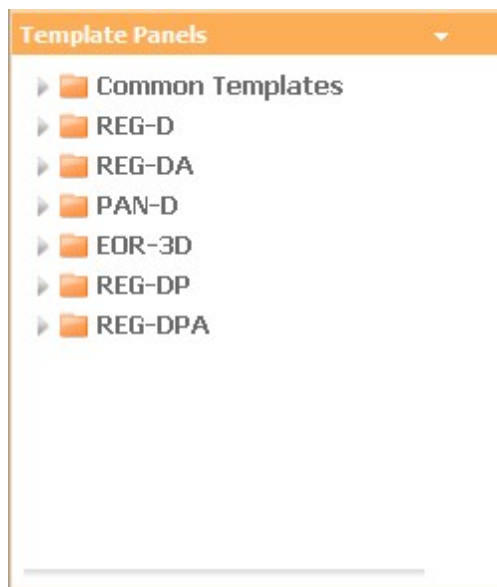 Template Panels
Common Templates
REG-D
REG-DA
PAN-D
EOR-3D
REG-DP
REG-DPA